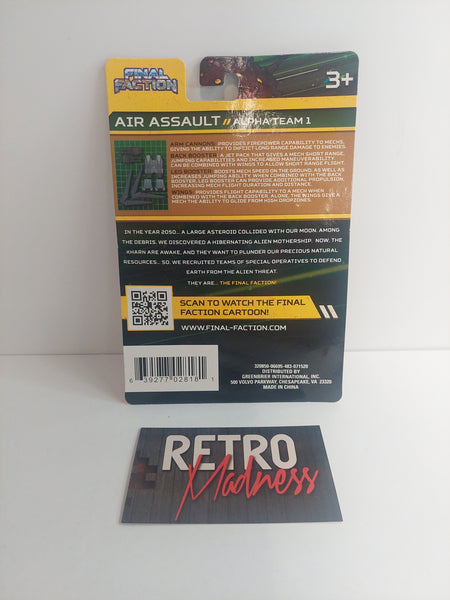 FINAL
FACTION
3+
AIR ASSAULT // ALPHA TEAM 1
ARM CANNONS: PROVIDES FIREPOWER CAPABILITY TO MECHS,
GIVING THE ABILITY TO INFLICT LONG RANGE DAMAGE TO ENEMIES.
BACK BOOSTER: A JET PACK THAT GIVES A MECH SHORT RANGE,
JUMPING CAPABILITIES AND INCREASED MANEUVERABILITY.
CAN BE COMBINED WITH WINGS TO ALLOW SHORT RANGE FLIGHT.
LEG BOOSTER: BOOSTS MECH SPEED ON THE GROUND, AS WELL AS
INCREASES JUMPING ABILITY. WHEN COMBINED WITH THE BACK
BOOSTER, LEG BOOSTER CAN PROVIDE ADDITIONAL PROPULSION,
INCREASING MECH FLIGHT DURATION AND DISTANCE.
WINGS: PROVIDES FLIGHT CAPABILITY TO A MECH WHEN
COMBINED WITH THE BACK BOOSTER. ALONE, THE WINGS GIVE A
MECH THE ABILITY TO GLIDE FROM HIGH DROPZONES.
IN THE YEAR 2050... A LARGE ASTEROID COLLIDED WITH OUR MOON. AMONG
THE DEBRIS, WE DISCOVERED A HIBERNATING ALIEN MOTHERSHIP. NOW, THE
KHARN ARE AWAKE, AND THEY WANT TO PLUNDER OUR PRECIOUS NATURAL
RESOURCES... SO, WE RECRUITED TEAMS OF SPECIAL OPERATIVES TO DEFEND
EARTH FROM THE ALIEN THREAT.
THEY ARE... THE FINAL FACTION!
SCAN TO WATCH THE FINAL
FACTION CARTOON!
WWW.FINAL-FACTION.COM
6 39277 02818 1
320850-06695-483-071520
DISTRIBUTED BY
GREENBRIER INTERNATIONAL, INC.
500 VOLVO PARKWAY, CHESAPEAKE, VA 23320
MADE IN CHINA
RETRO
Madness